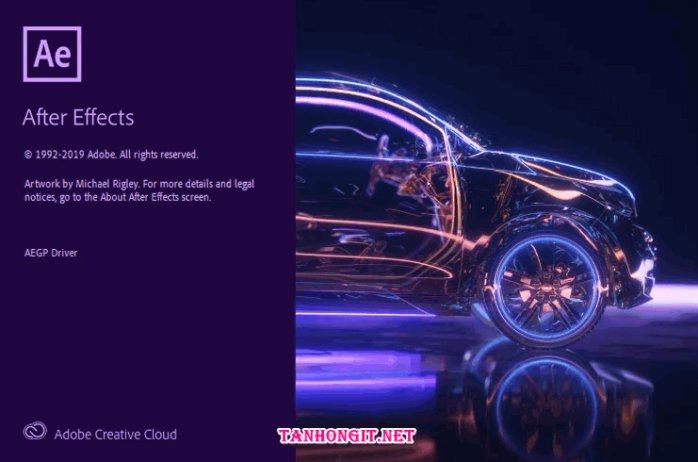 Ae
After Effects
© 1992-2019 Adobe. All rights reserved.
Artwork by Michael Rigley. For more details and legal
notices, go to the About After Effects screen.
AEGP Driver
Adobe Creative Cloud
TANHONGIT.NET